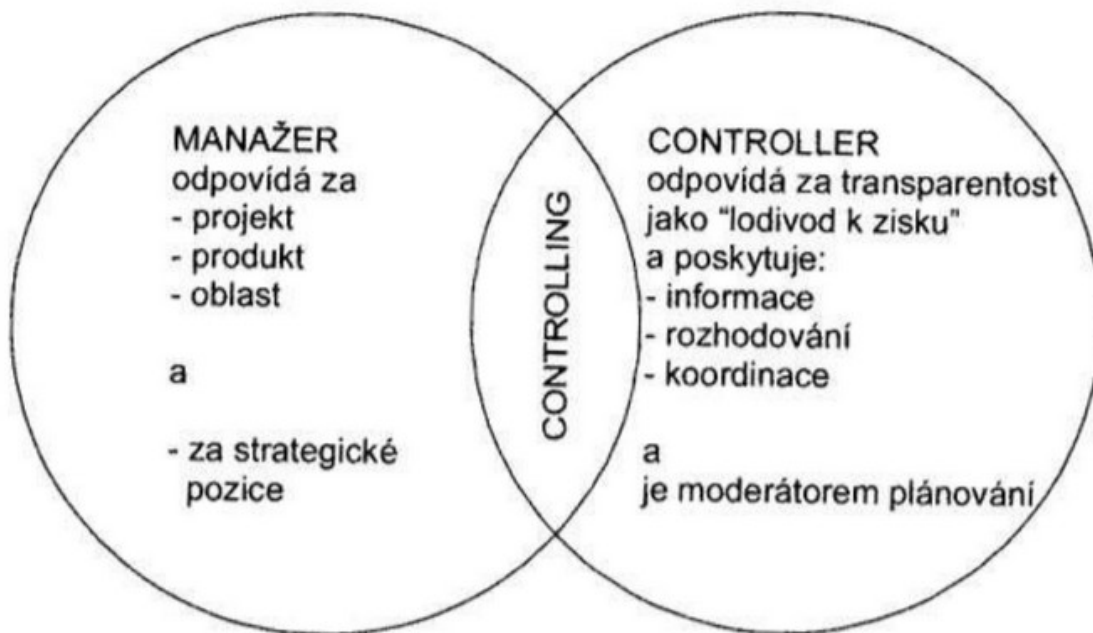 MANAŽER
odpovídá za
- projekt
- produkt
- oblast
a
- za strategické
pozice
CONTROLLING
CONTROLLER
odpovídá za transparentost
jako "lodivod k zisku"
a poskytuje:
- informace
- rozhodování
- koordinace
a
je moderátorem plánování